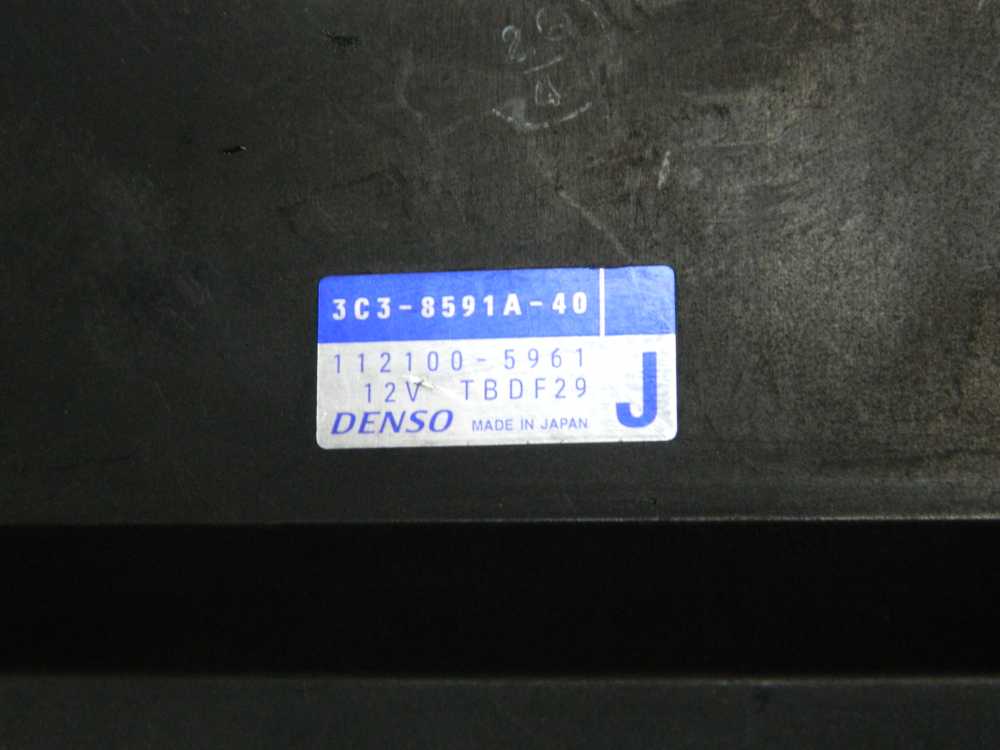 3C3-8591A-40
112100-5961
12V TBDF29
J
DENSO MADE IN JAPAN